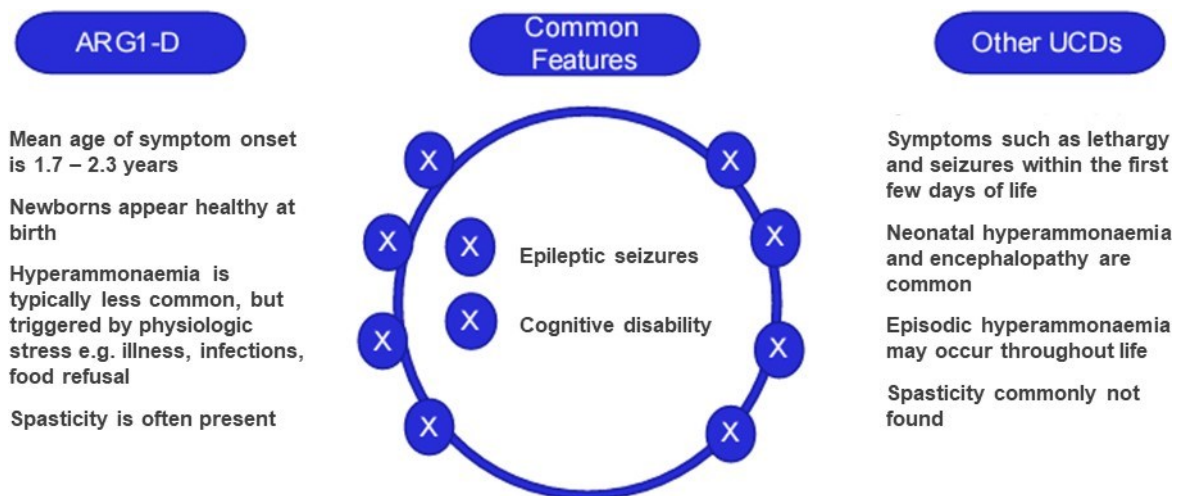 ARG1-D
Mean age of symptom onset
is 1.7 – 2.3 years
Newborns appear healthy at
birth
Hyperammonaemia is
typically less common, but
triggered by physiologic
stress e.g. illness, infections,
food refusal
Spasticity is often present
Common
Features
X
X
X
X
X
X
X
X
X
Epileptic seizures
X
Cognitive disability
Other UCDs
Symptoms such as lethargy
and seizures within the first
few days of life
Neonatal hyperammonaemia
and encephalopathy are
common
Episodic hyperammonaemia
may occur throughout life
Spasticity commonly not
found